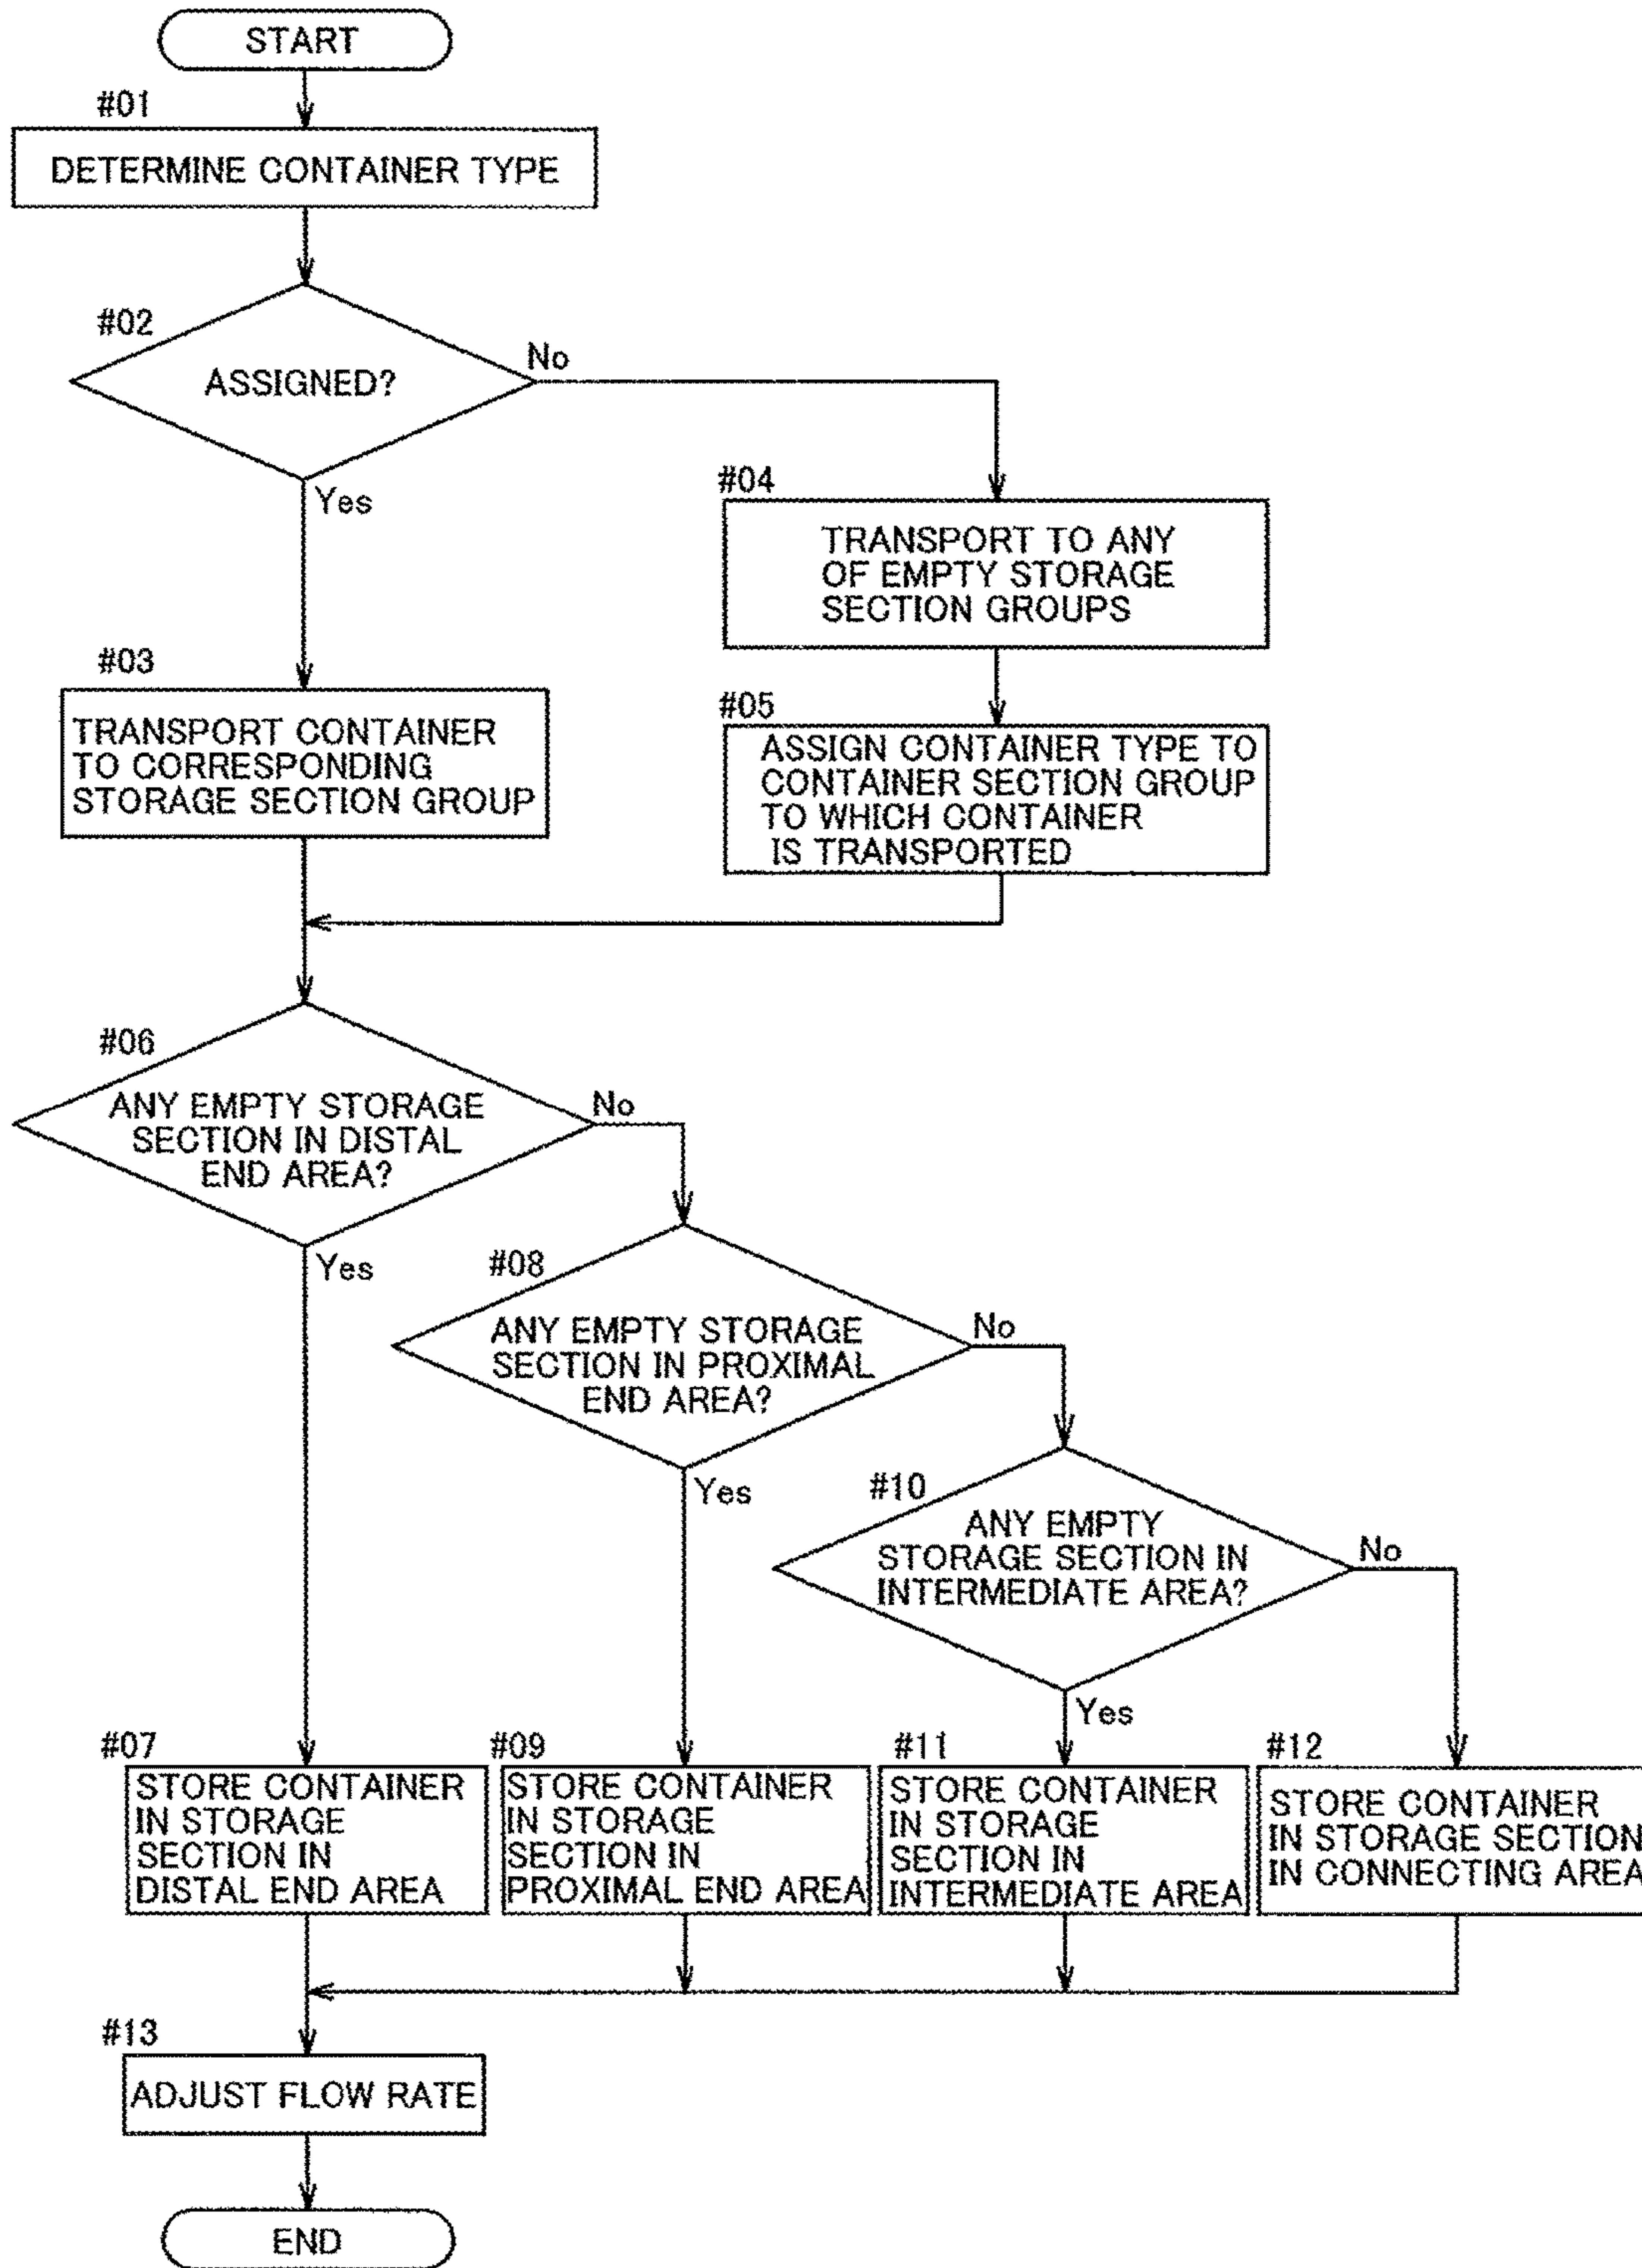 START
#01
DETERMINE CONTAINER TYPE
#02
ASSIGNED?
No
Yes
#04
TRANSPORT TO ANY
OF EMPTY STORAGE
SECTION GROUPS
#03
TRANSPORT CONTAINER
TO CORRESPONDING
STORAGE SECTION GROUP
#05
ASSIGN CONTAINER TYPE TO
CONTAINER SECTION GROUP
TO WHICH CONTAINER
IS TRANSPORTED
#06
ANY EMPTY STORAGE
SECTION IN DISTAL
END AREA?
No
Yes
#08
ANY EMPTY STORAGE
SECTION IN PROXIMAL
END AREA?
No
Yes
#10
ANY EMPTY
STORAGE SECTION IN
INTERMEDIATE AREA?
No
Yes
#07
STORE CONTAINER
IN STORAGE
SECTION IN
DISTAL END AREA
#09
STORE CONTAINER
IN STORAGE
SECTION IN
PROXIMAL END AREA
#11
STORE CONTAINER
IN STORAGE
SECTION IN
INTERMEDIATE AREA
#12
STORE CONTAINER
IN STORAGE SECTION
IN CONNECTING AREA
#13
ADJUST FLOW RATE
END